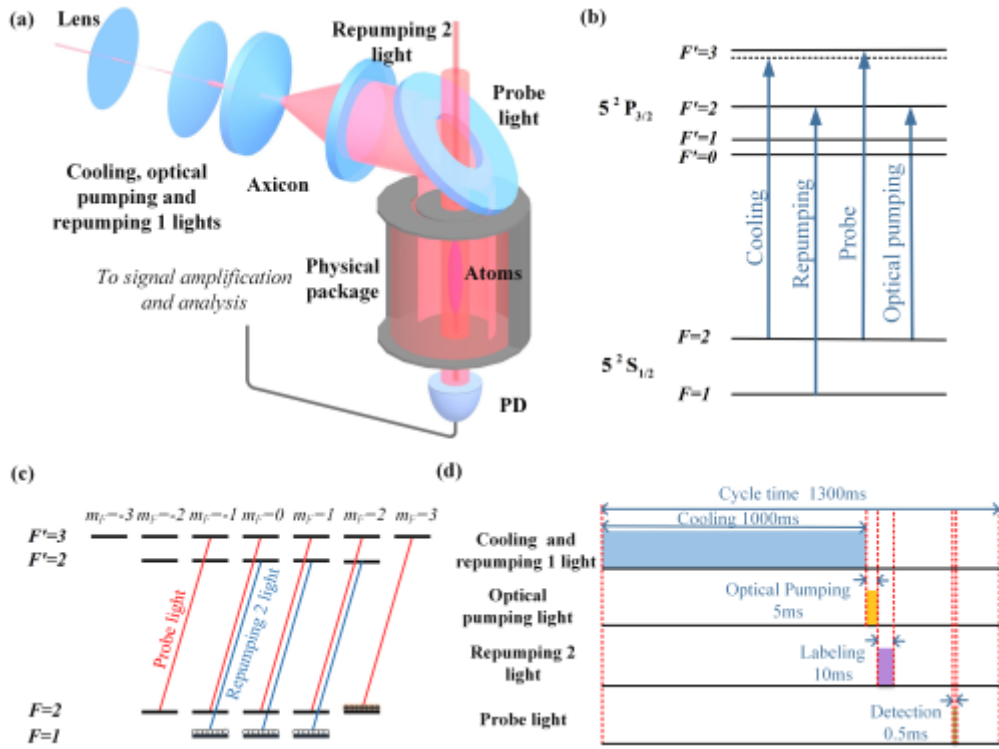 (a)
Lens
Repumping 2
light
Probe
light
Cooling, optical
pumping and
repumping 1 lights
Axicon
To signal amplification
and analysis
Physical
package
Atoms
PD
(b)
F'=3
5 ² P3/2
F'=2
F'=1
F'=0
Cooling
Repumping
Probe
Optical pumping
F=2
5 ² S1/2
F=1
(c)
mF=-3 mF=-2 mF=-1 mF=0 mF=1 mF=2 mF=3
F'=3
F'=2
Probe light
Repumping 2 light
F=2
F=1
(d)
Cycle time 1300ms
Cooling 1000ms
Cooling and
repumping 1 light
Optical Pumping
5ms
Optical
pumping light
Repumping 2
light
Labeling
10ms
Probe light
Detection
0.5ms